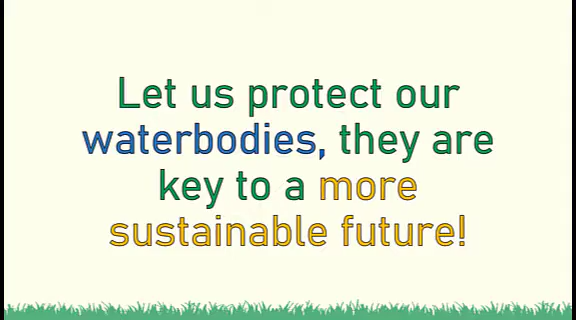 Let us protect our
waterbodies, they are
key to a more
sustainable future!